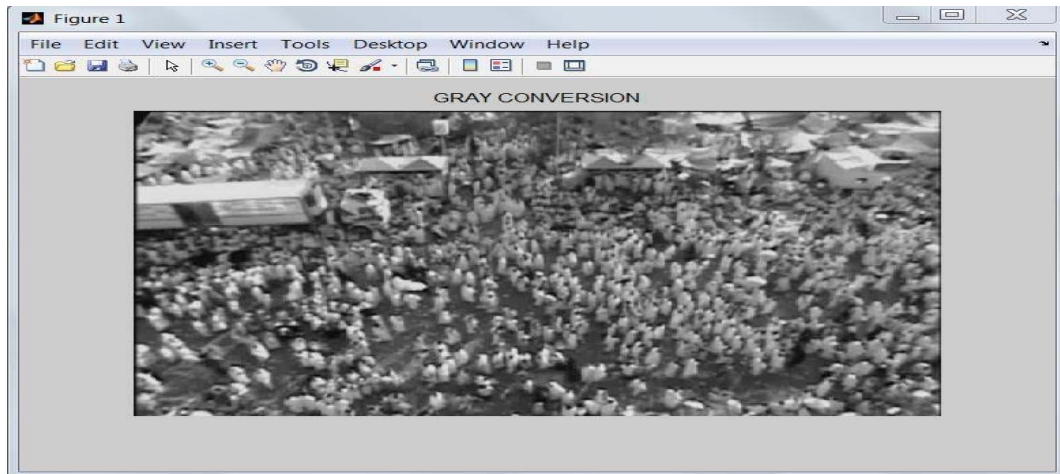 Figure 1
File Edit View Insert Tools Desktop Window Help
GRAY CONVERSION